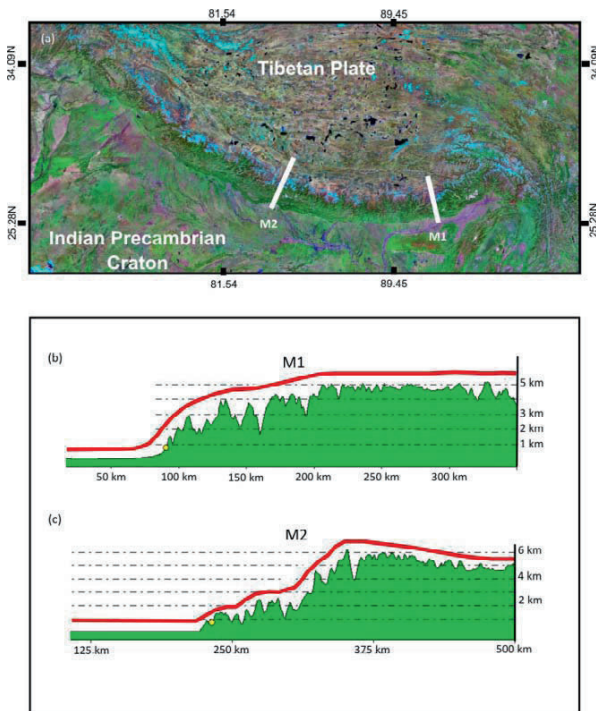 81.54 89.45
(a)
34.09N 34.09N
Tibetan Plate
M2
M1
25.28N 25.28N
Indian Precambrian
Craton
81.54 89.45
(b)
M1
5 km
3 km
2 km
1 km
50 km 100 km 150 km 200 km 250 km 300 km
(c)
M2
6 km
4 km
2 km
125 km 250 km 375 km 500 km